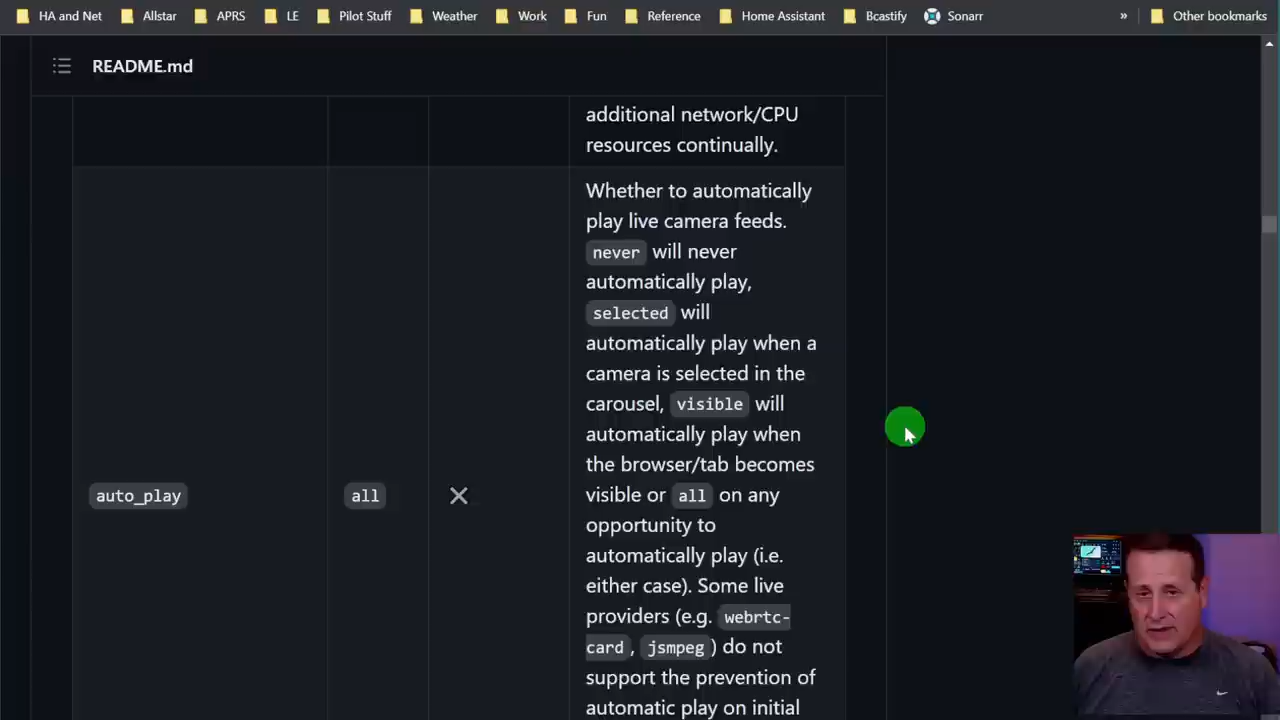 HA and Net Allstar APRS LE Pilot Stuff Weather Work Fun Reference Home Assistant Bcastify Sonarr » Other bookmarks
README.md
additional network/CPU
resources continually.
Whether to automatically
play live camera feeds.
never will never
automatically play,
selected will
automatically play when a
camera is selected in the
carousel, visible will
automatically play when
the browser/tab becomes
auto_play all visible or all on any
opportunity to
automatically play (i.e.
either case). Some live
providers (e.g. webrtc-
card, jsmpeg) do not
support the prevention of
automatic play on initial